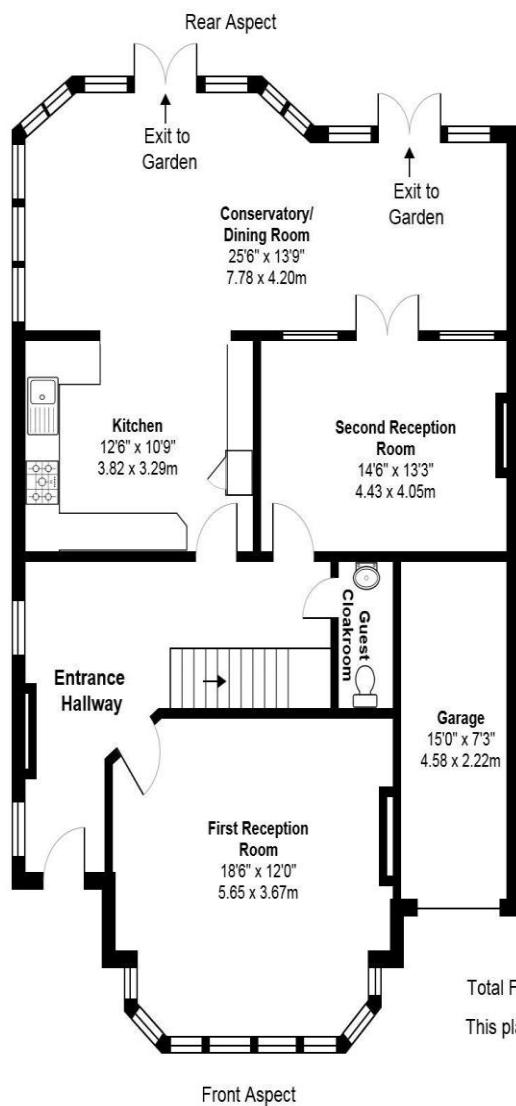 Rear Aspect
Exit to
Garden
Exit to
Garden
Conservatory/
Dining Room
25'6" x 13'9"
7.78 x 4.20m
Kitchen
12'6" x 10'9"
3.82 x 3.29m
Second Reception
Room
14'6" x 13'3"
4.43 x 4.05m
Guest
Cloakroom
Entrance
Hallway
Garage
15'0" x 7'3"
4.58 x 2.22m
First Reception
Room
18'6" x 12'0"
5.65 x 3.67m
Total F
This pla
Front Aspect